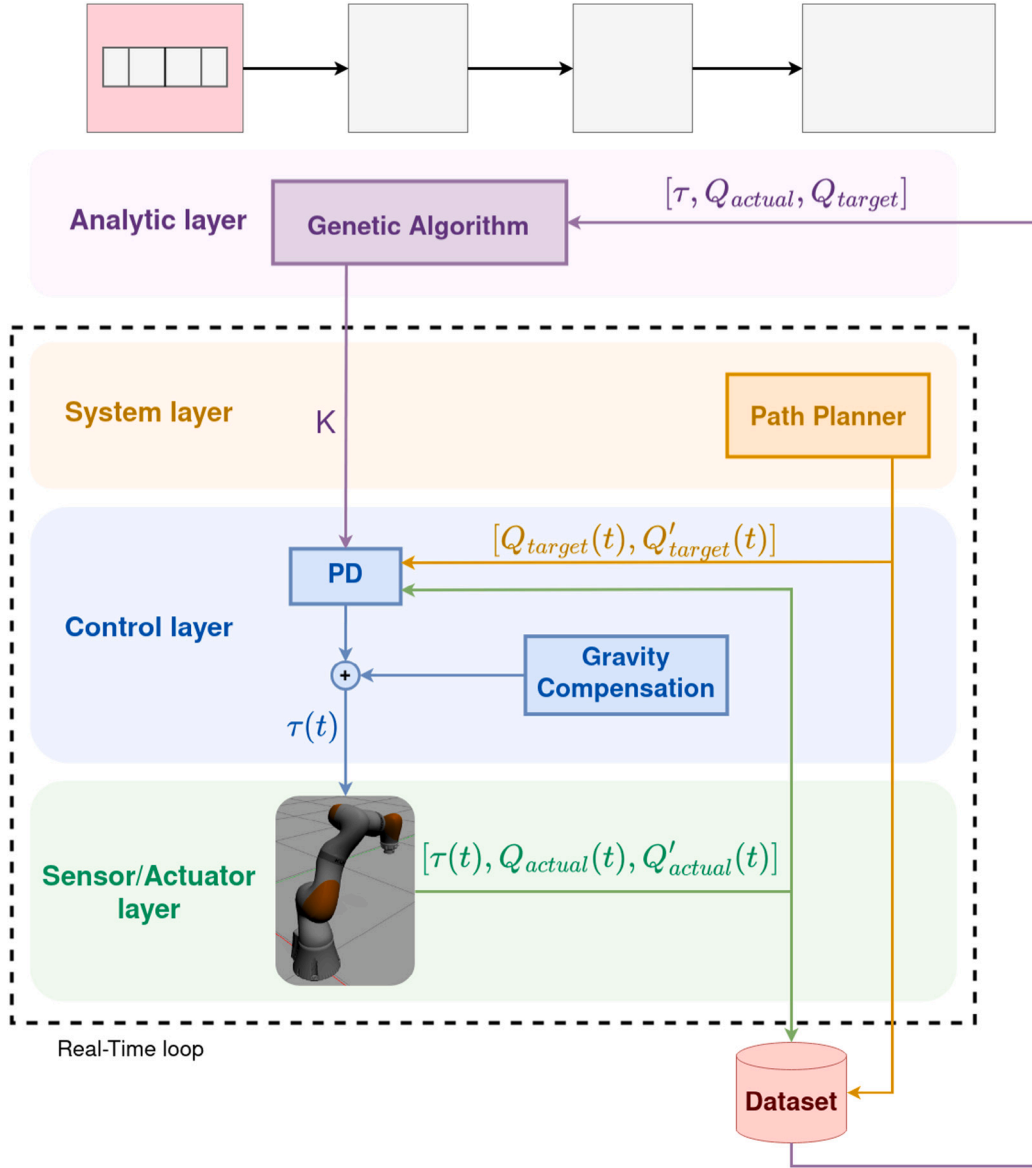 [τ, Q_actual, Q_target]
Analytic layer
Genetic Algorithm
System layer
K
Path Planner
[Q_target(t), Q′_target(t)]
PD
Control layer
Gravity
Compensation
+
τ(t)
[τ(t), Q_actual(t), Q′_actual(t)]
Sensor/Actuator
layer
Real-Time loop
Dataset